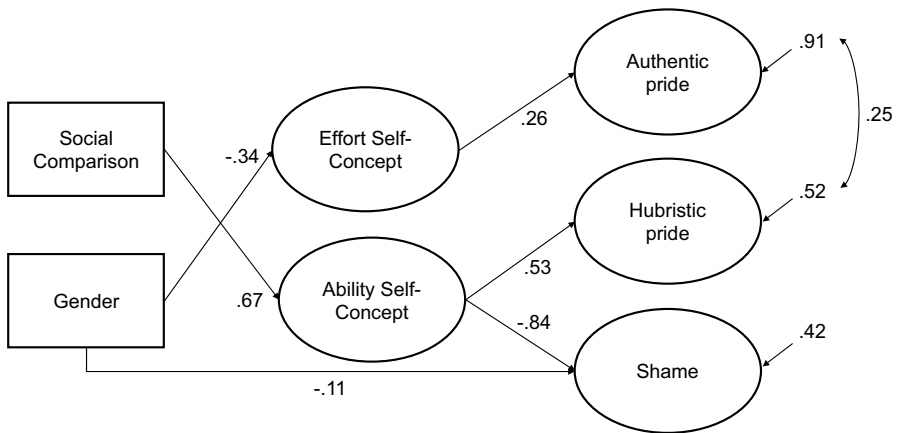 Social
Comparison
Gender
-.34
.67
Effort Self-
Concept
Ability Self-
Concept
-.11
.26
.53
-.84
Authentic
pride
Hubristic
pride
Shame
.91
.52
.42
.25